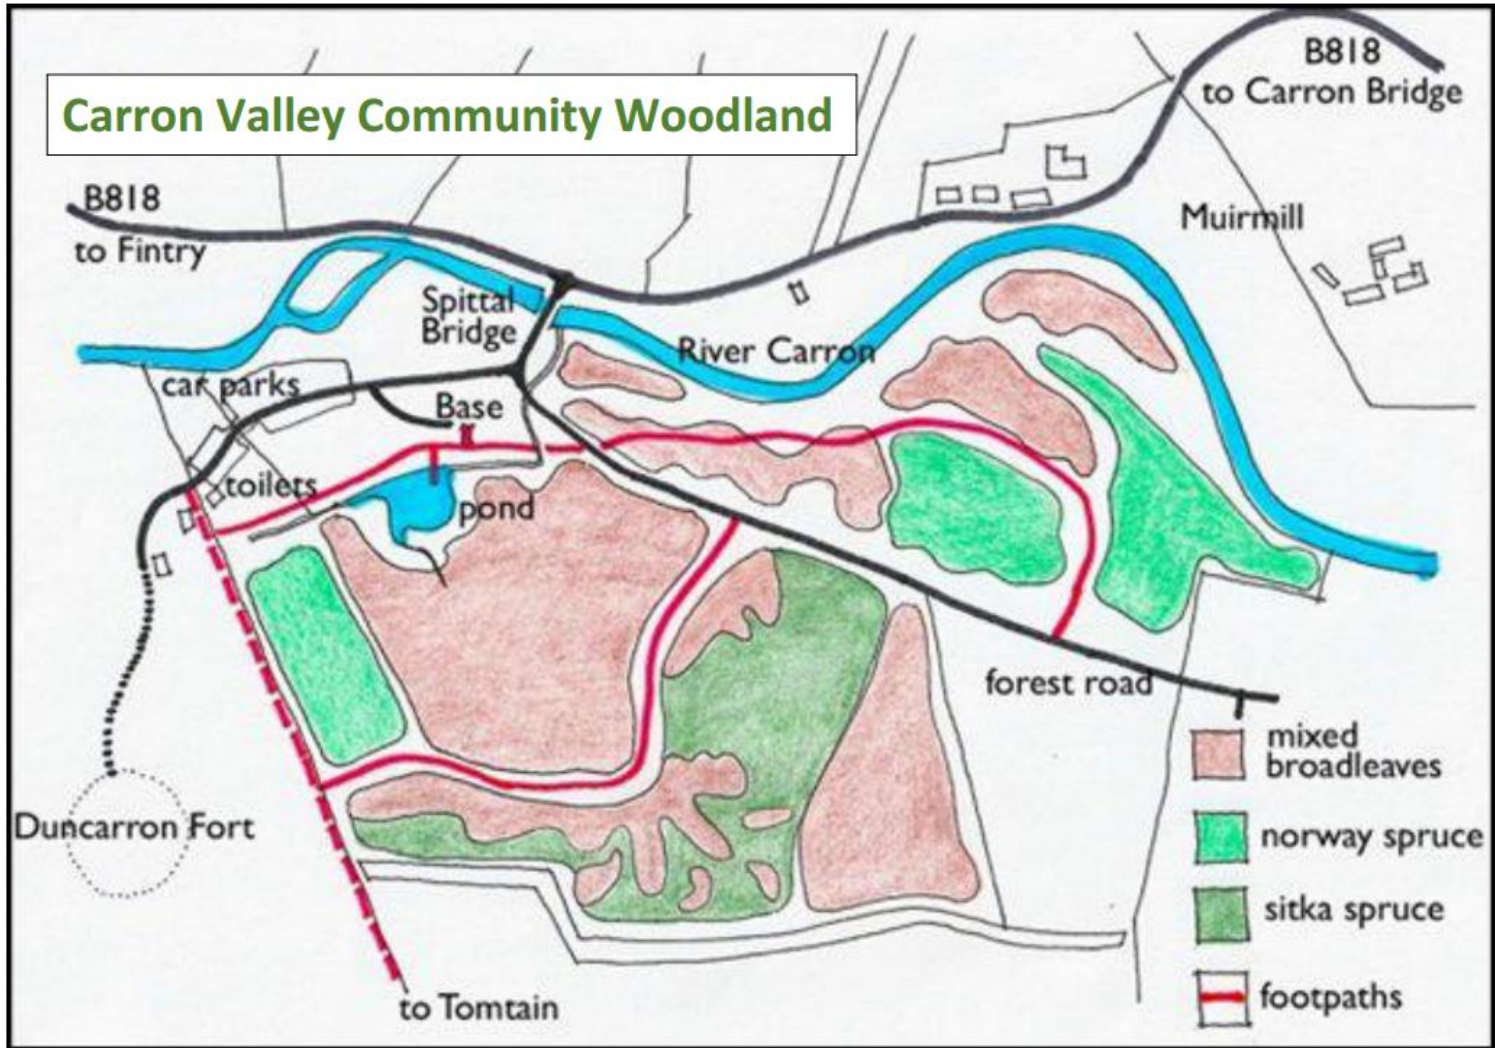 Carron Valley Community Woodland
B818
to Carron Bridge
B818
to Fintry
Muirmill
Spittal
Bridge
River Carron
car parks
Base
toilets
pond
forest road
Duncarron Fort
to Tomtain
mixed
broadleaves
norway spruce
sitka spruce
footpaths